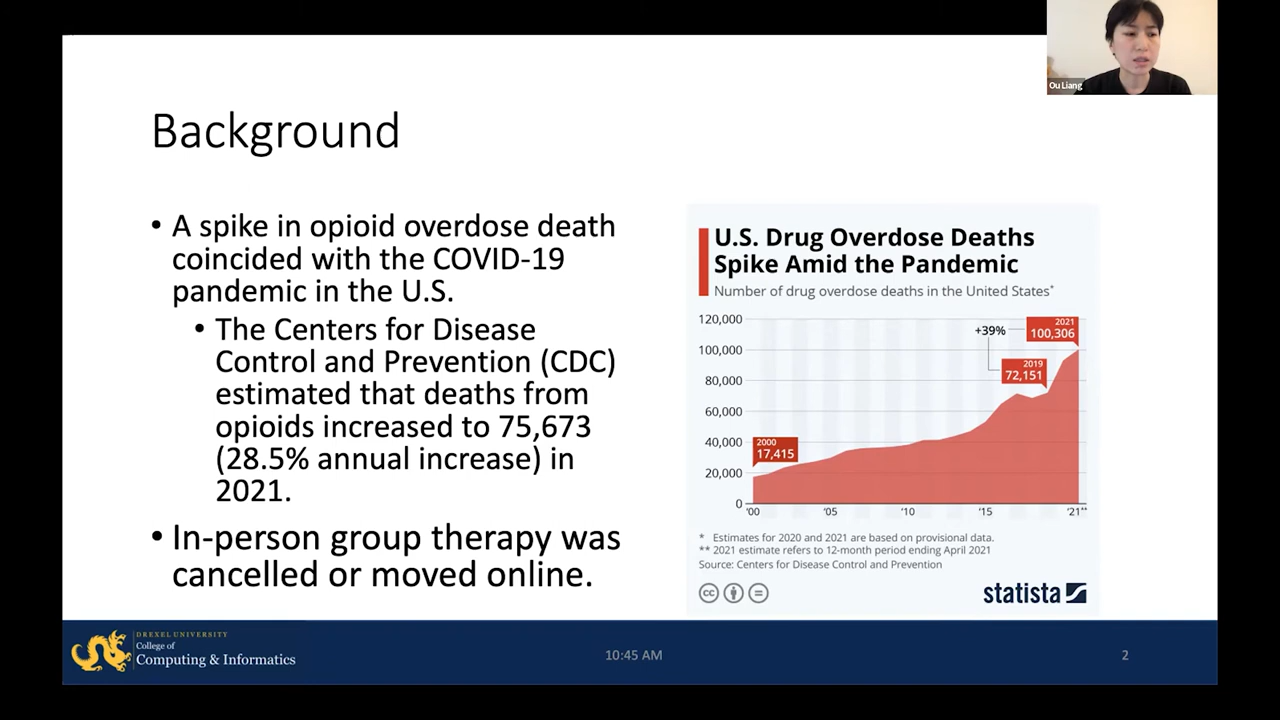 Ou Liang
Background
• A spike in opioid overdose death
coincided with the COVID-19
pandemic in the U.S.
• The Centers for Disease
Control and Prevention (CDC)
estimated that deaths from
opioids increased to 75,673
(28.5% annual increase) in
2021.
• In-person group therapy was
cancelled or moved online.
U.S. Drug Overdose Deaths
Spike Amid the Pandemic
Number of drug overdose deaths in the United States*
120,000
100,000
80,000
60,000
40,000
20,000
0
2000
17,415
+39%
2019
72,151
2021
100,306
'00 '05 '10 '15 '21**
* Estimates for 2020 and 2021 are based on provisional data.
** 2021 estimate refers to 12-month period ending April 2021
Source: Centers for Disease Control and Prevention
cc
statista
DREXEL UNIVERSITY
College of
Computing & Informatics
10:45 AM
2